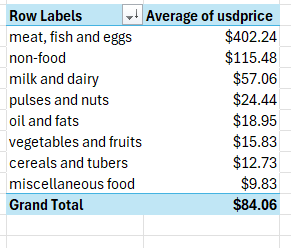 Row Labels Average of usdprice
meat, fish and eggs $402.24
non-food $115.48
milk and dairy $57.06
pulses and nuts $24.44
oil and fats $18.95
vegetables and fruits $15.83
cereals and tubers $12.73
miscellaneous food $9.83
Grand Total $84.06